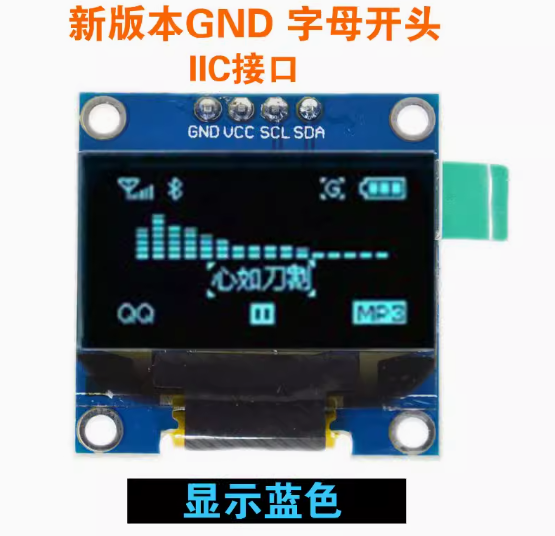 新版本GND 字母开头
IIC接口
GND VCC SCL SDA
G
心如刀割
QQ
MP3
显示蓝色